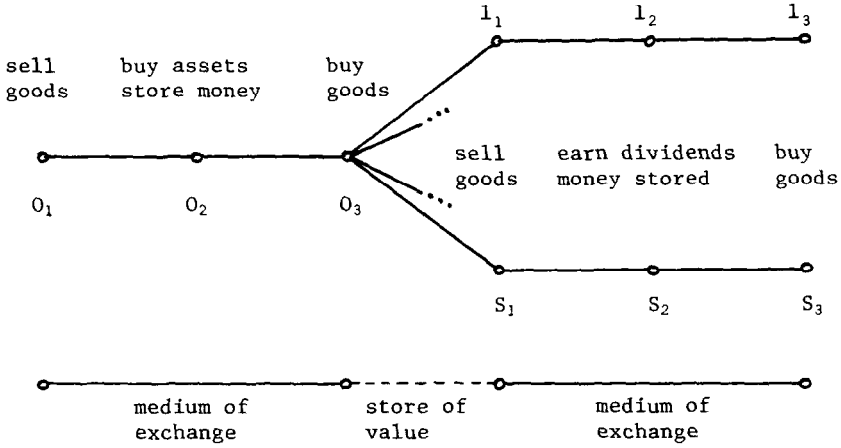 1₁ 1₂ 1₃
sell buy assets buy
goods store money goods
sell earn dividends buy
goods money stored goods
0₁ 0₂ 0₃
S₁ S₂ S₃
medium of store of medium of
exchange value exchange